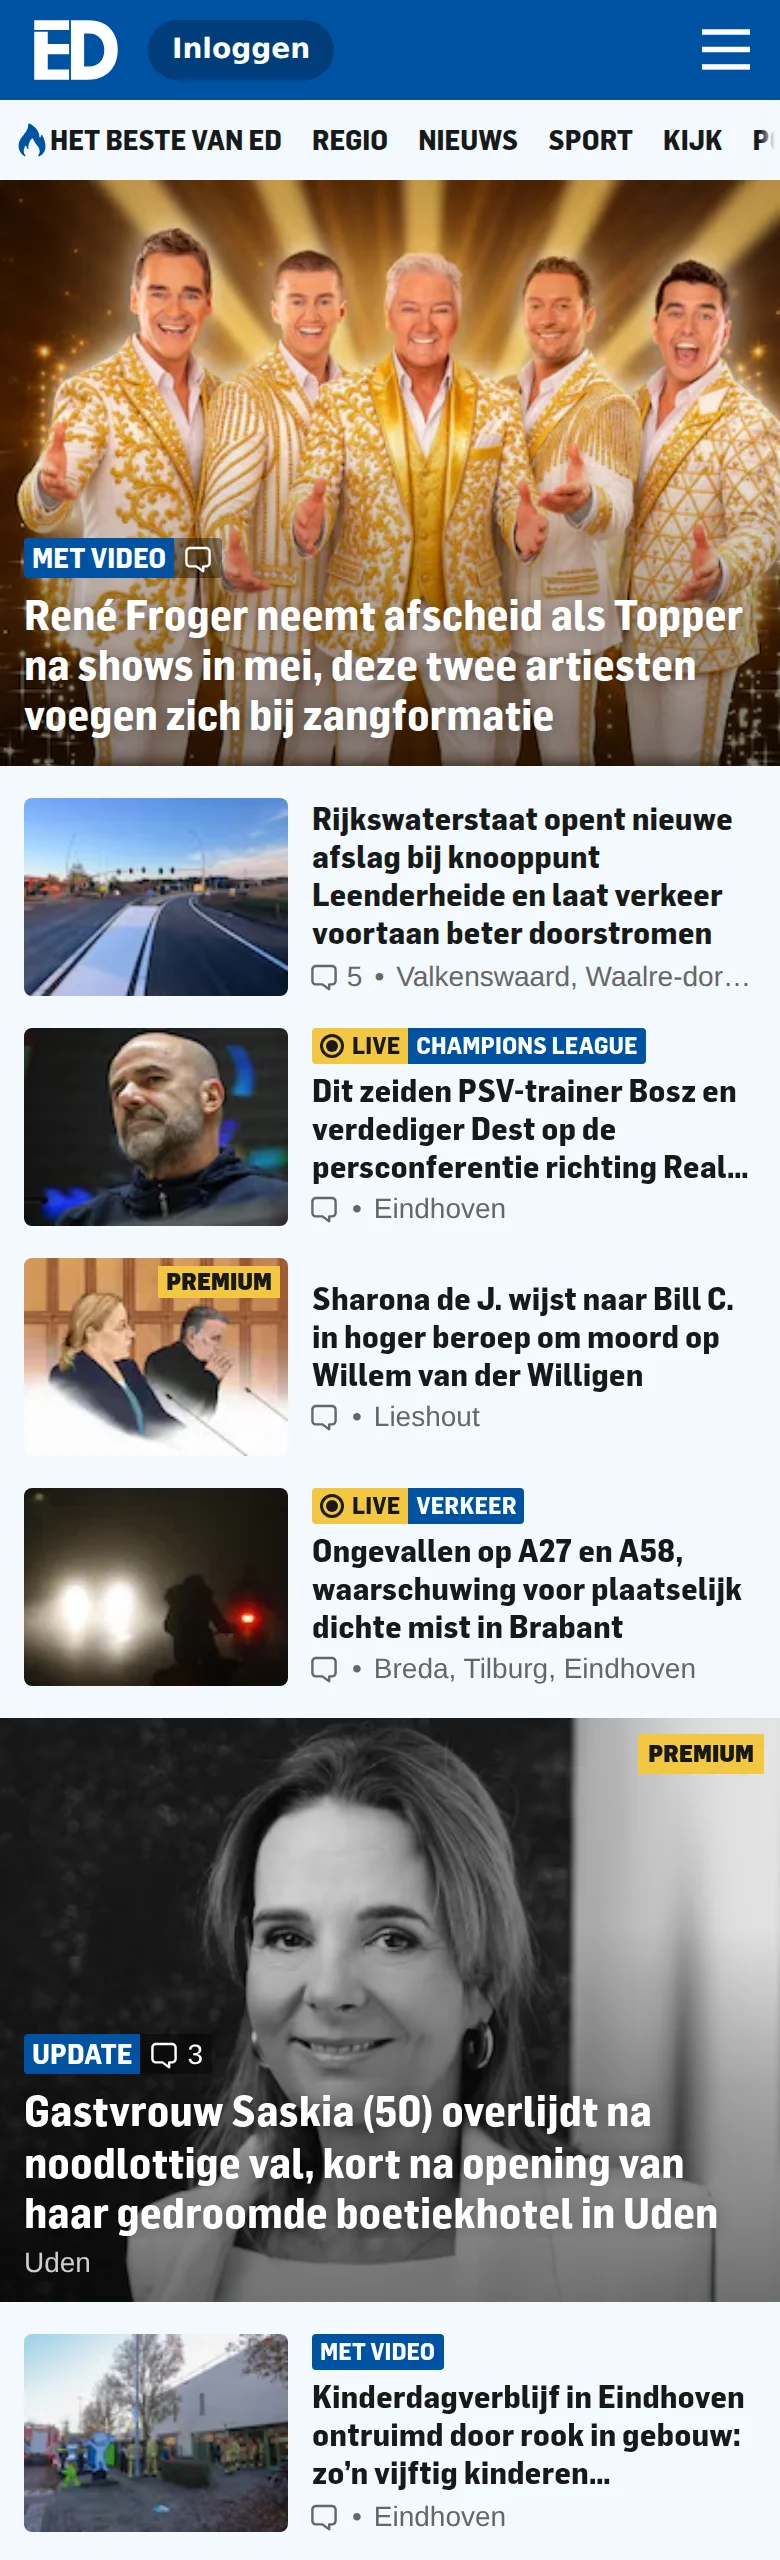 ED
Inloggen
HET BESTE VAN ED REGIO NIEUWS SPORT KIJK
MET VIDEO
René Froger neemt afscheid als Topper
na shows in mei, deze twee artiesten
voegen zich bij zangformatie
Rijkswaterstaat opent nieuwe
afslag bij knooppunt
Leenderheide en laat verkeer
voortaan beter doorstromen
5 • Valkenswaard, Waalre-dor…
LIVE CHAMPIONS LEAGUE
Dit zeiden PSV-trainer Bosz en
verdediger Dest op de
persconferentie richting Real...
• Eindhoven
PREMIUM
Sharona de J. wijst naar Bill C.
in hoger beroep om moord op
Willem van der Willigen
• Lieshout
LIVE VERKEER
Ongevallen op A27 en A58,
waarschuwing voor plaatselijk
dichte mist in Brabant
• Breda, Tilburg, Eindhoven
PREMIUM
UPDATE 3
Gastvrouw Saskia (50) overlijdt na
noodlottige val, kort na opening van
haar gedroomde boetiekhotel in Uden
Uden
MET VIDEO
Kinderdagverblijf in Eindhoven
ontruimd door rook in gebouw:
zo’n vijftig kinderen...
• Eindhoven